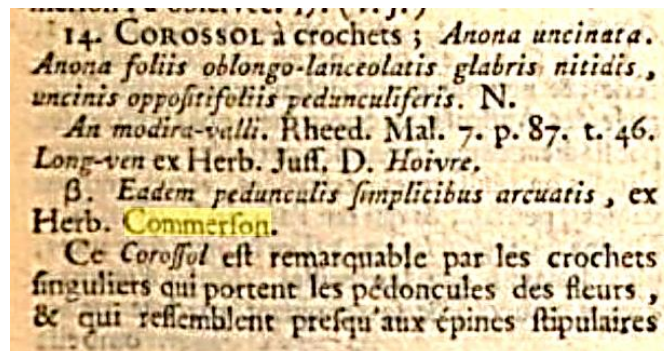 14. COROSSOL à crochets ; Anona uncinata.
Anona foliis oblongo-lanceolatis glabris nitidis ,
uncinis oppoſitifoliis pedunculiferis. N.
An modira-valli. Rheed. Mal. 7. p. 87. t. 46.
Long-ven ex Herb. Juſſ. D. Hoivre.
β. Eadem pedunculis ſimplicibus arcuatis , ex
Herb. Commerſon.
Ce Coroſſol eſt remarquable par les crochets
ſinguliers qui portent les pédoncules des fleurs ,
& qui reſſemblent preſqu'aux épines ſtipulaires